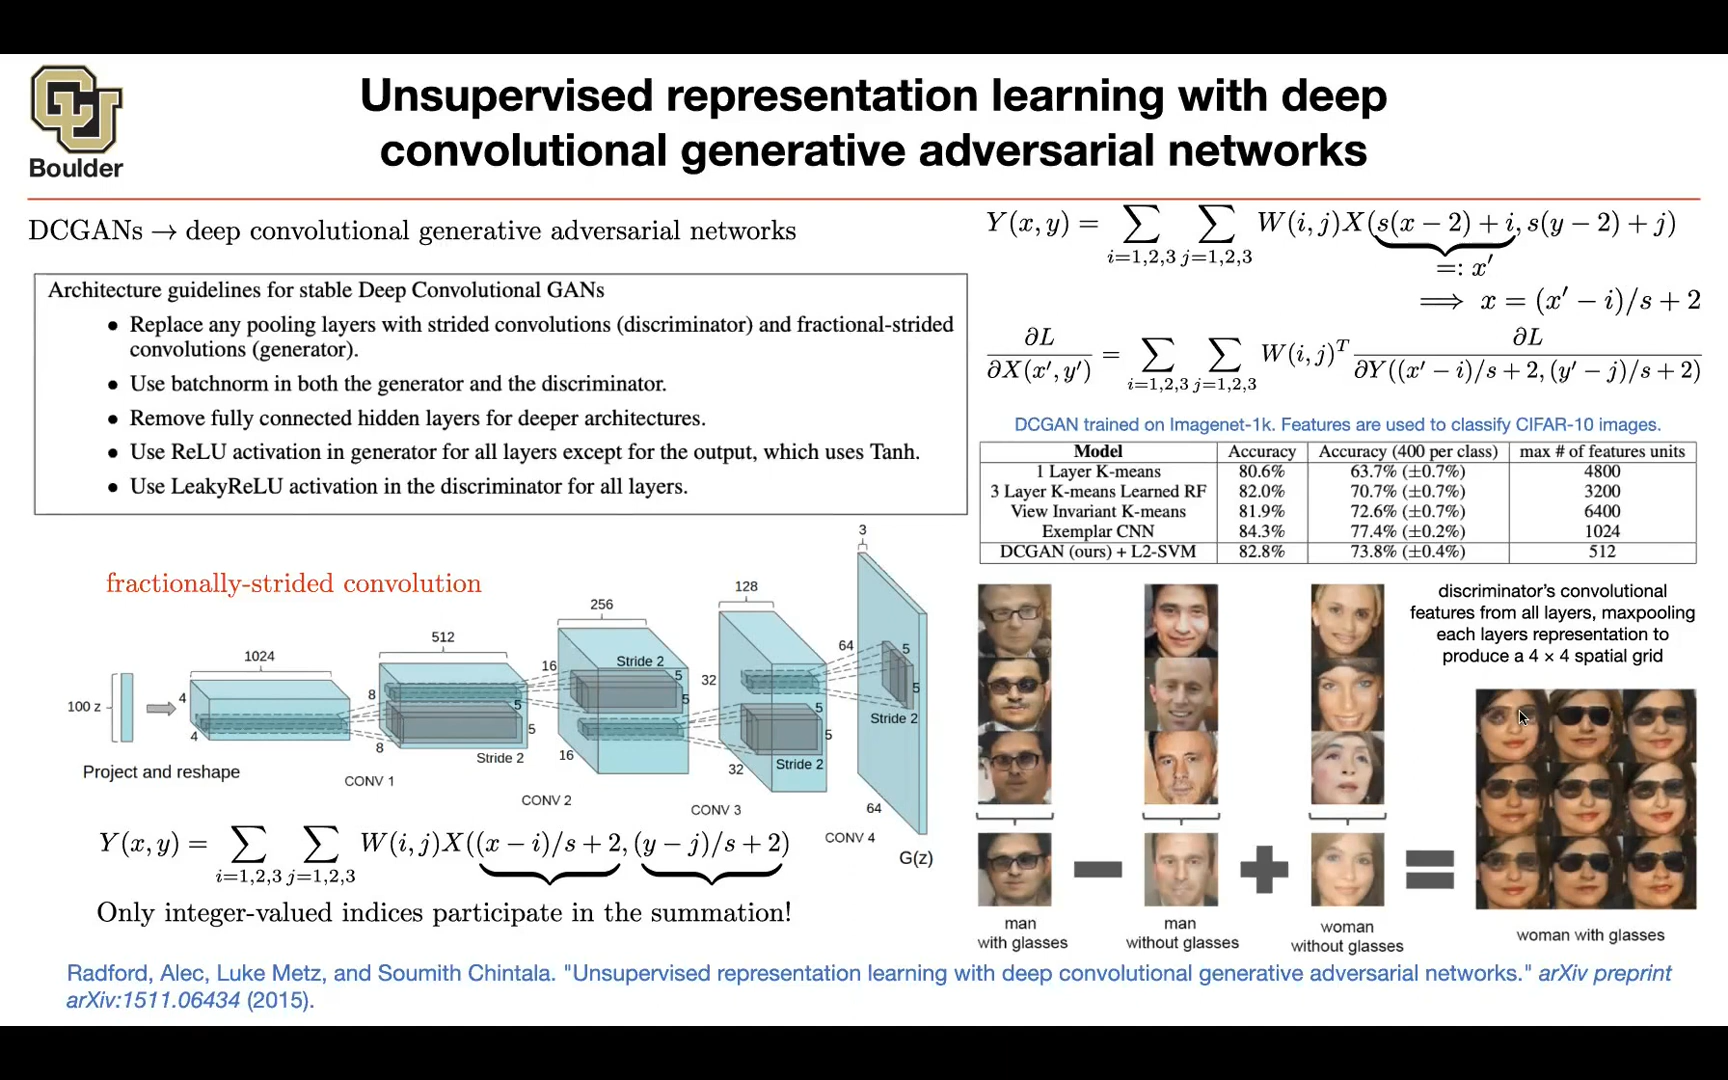 Boulder
Unsupervised representation learning with deep
convolutional generative adversarial networks
DCGANs → deep convolutional generative adversarial networks
Architecture guidelines for stable Deep Convolutional GANs
• Replace any pooling layers with strided convolutions (discriminator) and fractional-strided
convolutions (generator).
• Use batchnorm in both the generator and the discriminator.
• Remove fully connected hidden layers for deeper architectures.
• Use ReLU activation in generator for all layers except for the output, which uses Tanh.
• Use LeakyReLU activation in the discriminator for all layers.
fractionally-strided convolution
100 z
Project and reshape
1024
4
4
512
8
8
5
5
Stride 2
CONV 1
256
16
16
Stride 2
5
5
CONV 2
128
32
32
5
5
Stride 2
CONV 3
3
64
64
5
5
Stride 2
CONV 4
G(z)
Y(x, y) = ∑ ∑ W(i, j)X((x − i)/s + 2, (y − j)/s + 2)
i=1,2,3 j=1,2,3
Only integer-valued indices participate in the summation!
Y(x, y) = ∑ ∑ W(i, j)X(s(x − 2) + i, s(y − 2) + j)
i=1,2,3 j=1,2,3
=: x′
⟹ x = (x′ − i)/s + 2
∂L/∂X(x′, y′) = ∑ ∑ W(i, j)^T ∂L/∂Y((x′ − i)/s + 2, (y′ − j)/s + 2)
i=1,2,3 j=1,2,3
DCGAN trained on Imagenet-1k. Features are used to classify CIFAR-10 images.
Model Accuracy Accuracy (400 per class) max # of features units
1 Layer K-means 80.6% 63.7% (±0.7%) 4800
3 Layer K-means Learned RF 82.0% 70.7% (±0.7%) 3200
View Invariant K-means 81.9% 72.6% (±0.7%) 6400
Exemplar CNN 84.3% 77.4% (±0.2%) 1024
DCGAN (ours) + L2-SVM 82.8% 73.8% (±0.4%) 512
discriminator's convolutional
features from all layers, maxpooling
each layers representation to
produce a 4 × 4 spatial grid
man
with glasses
man
without glasses
woman
without glasses
woman with glasses
Radford, Alec, Luke Metz, and Soumith Chintala. "Unsupervised representation learning with deep convolutional generative adversarial networks." arXiv preprint
arXiv:1511.06434 (2015).